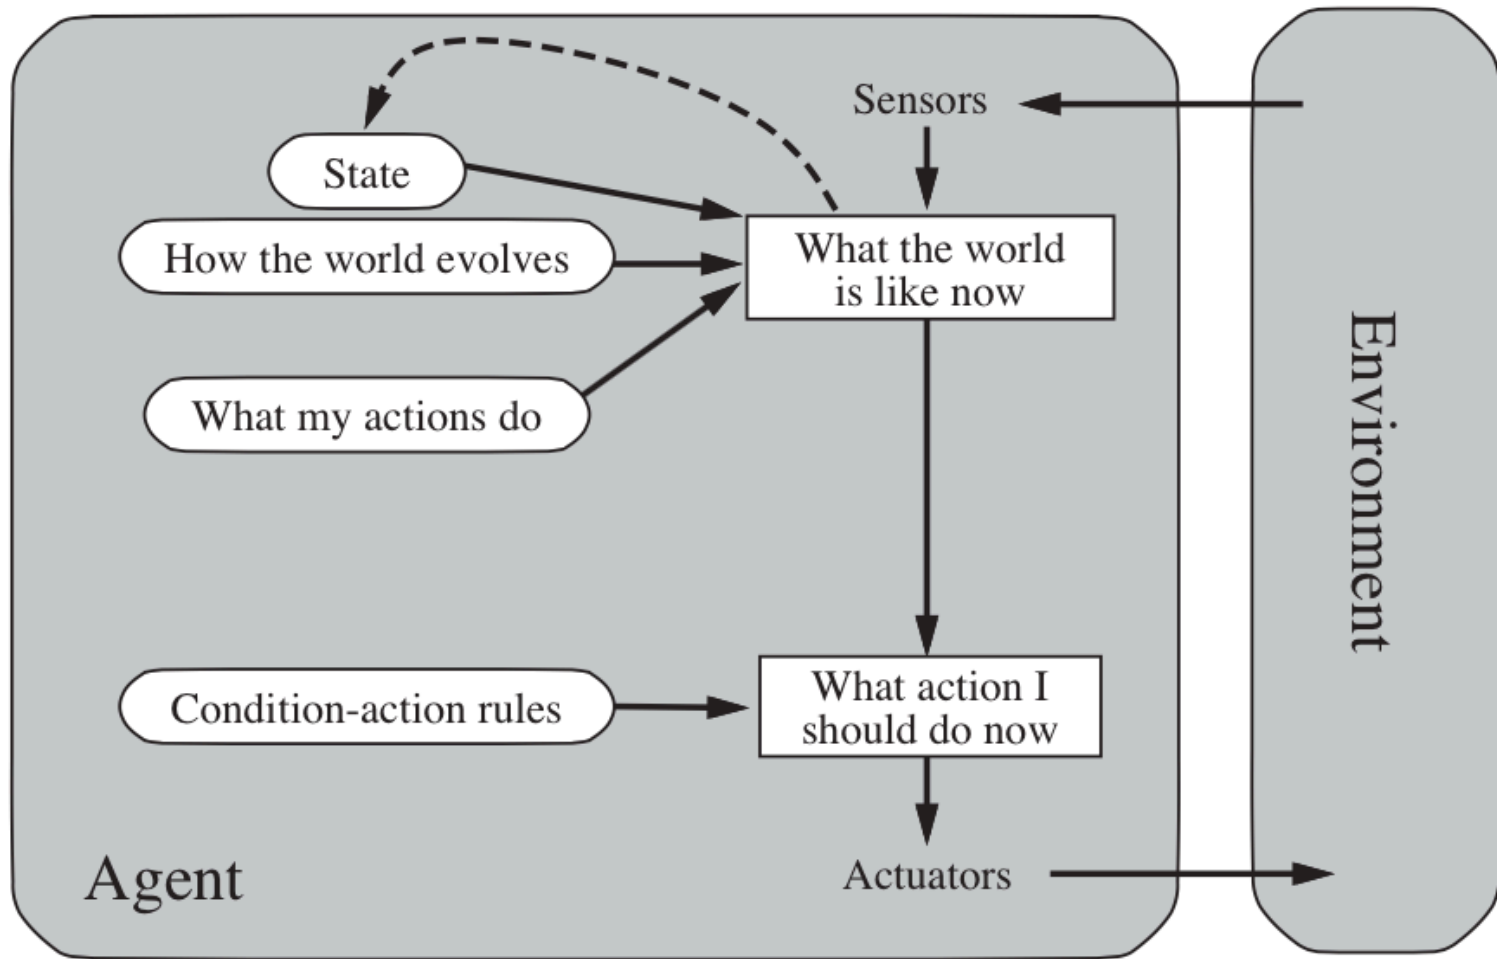 Sensors
State
How the world evolves
What the world
is like now
What my actions do
Environment
Condition-action rules
What action I
should do now
Agent
Actuators